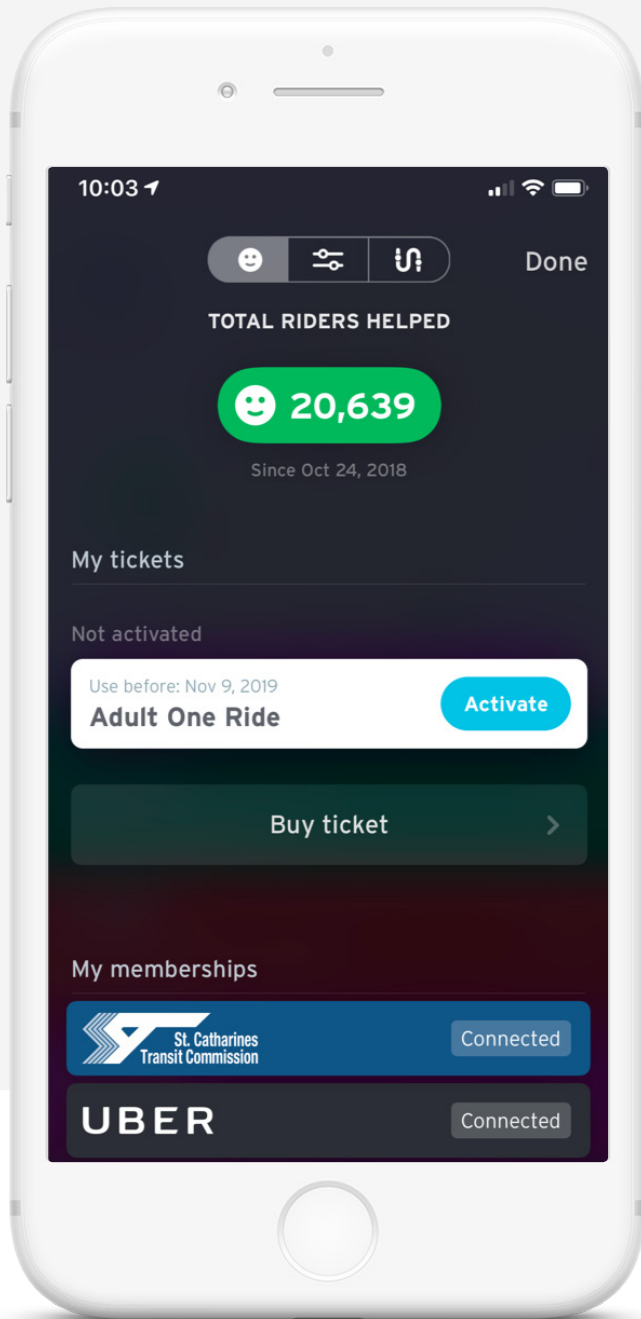 10:03
Done
TOTAL RIDERS HELPED
20,639
Since Oct 24, 2018
My tickets
Not activated
Use before: Nov 9, 2019
Adult One Ride
Activate
Buy ticket
My memberships
St. Catharines
Transit Commission
Connected
UBER
Connected